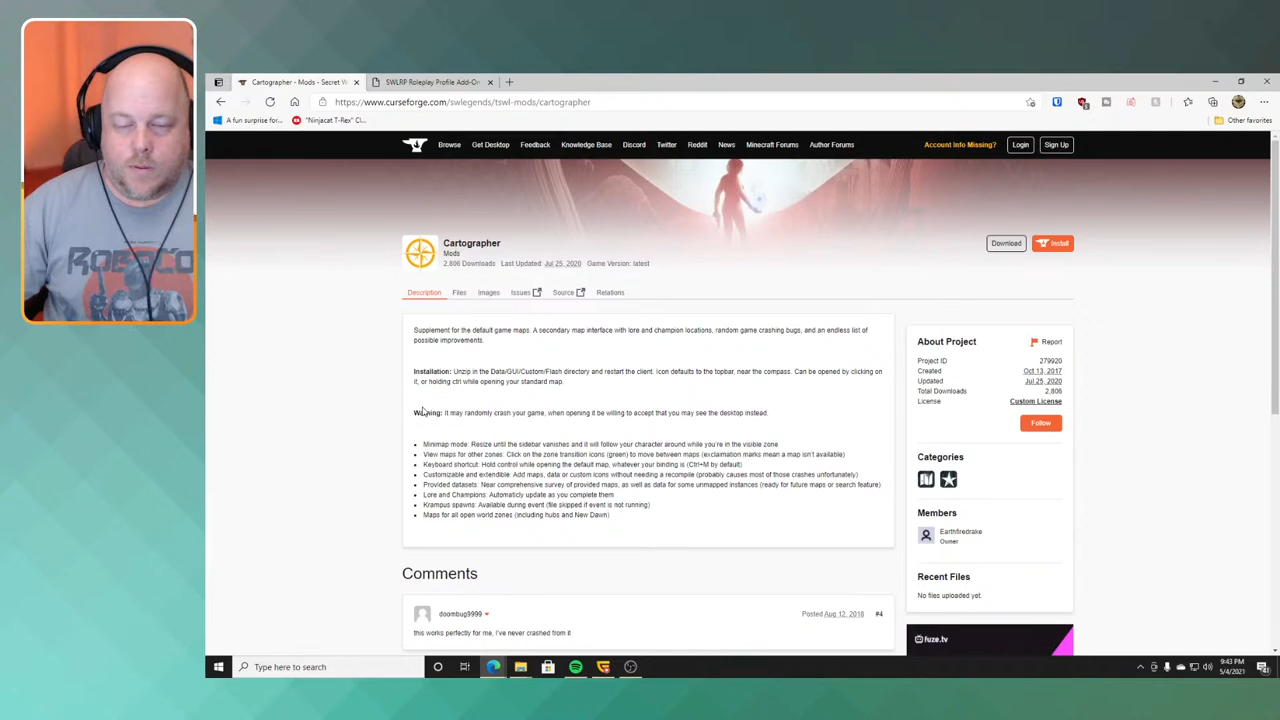 Cartographer - Mods - Secret W
SWLRP Roleplay Profile Add-On
https://www.curseforge.com/swlegends/tswl-mods/cartographer
A fun surprise for...
"Ninjacat T-Rex" Cl...
Other favorites
Browse Get Desktop Feedback Knowledge Base Discord Twitter Reddit News Minecraft Forums Author Forums
Account Info Missing? Login Sign Up
Cartographer
Mods
2,806 Downloads Last Updated: Jul 25, 2020 Game Version: latest
Download Install
Description Files Images Issues Source Relations
Supplement for the default game maps. A secondary map interface with lore and champion locations, random game crashing bugs, and an endless list of
possible improvements.
Installation: Unzip in the Data/GUI/Custom/Flash directory and restart the client. Icon defaults to the topbar, near the compass. Can be opened by clicking on
it, or holding ctrl while opening your standard map.
Warning: It may randomly crash your game, when opening it be willing to accept that you may see the desktop instead.
Minimap mode: Resize until the sidebar vanishes and it will follow your character around while you're in the visible zone
View maps for other zones: Click on the zone transition icons (green) to move between maps (exclaimation marks mean a map isn't available)
Keyboard shortcut: Hold control while opening the default map, whatever your binding is (Ctrl+M by default)
Customizable and extendible: Add maps, data or custom icons without needing a recompile (probably causes most of those crashes unfortunately)
Provided datasets: Near comprehensive survey of provided maps, as well as data for some unmapped instances (ready for future maps or search feature)
Lore and Champions: Automaticly update as you complete them
Krampus spawns: Available during event (file skipped if event is not running)
Maps for all open world zones (including hubs and New Dawn)
Comments
doombug9999
Posted Aug 12, 2018 #4
this works perfectly for me, I've never crashed from it
About Project
Report
Project ID 279920
Created Oct 13, 2017
Updated Jul 25, 2020
Total Downloads 2,806
License Custom License
Follow
Categories
Members
Earthfiredrake
Owner
Recent Files
No files uploaded yet.
fuze.tv
Type here to search
9:43 PM
5/4/2021